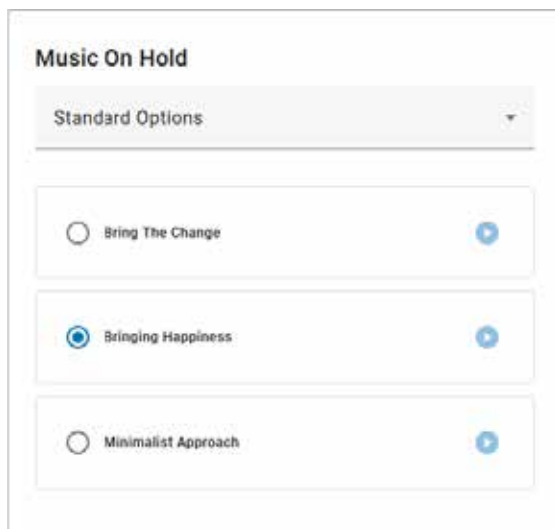 Music On Hold
Standard Options
Bring The Change
Bringing Happiness
Minimalist Approach